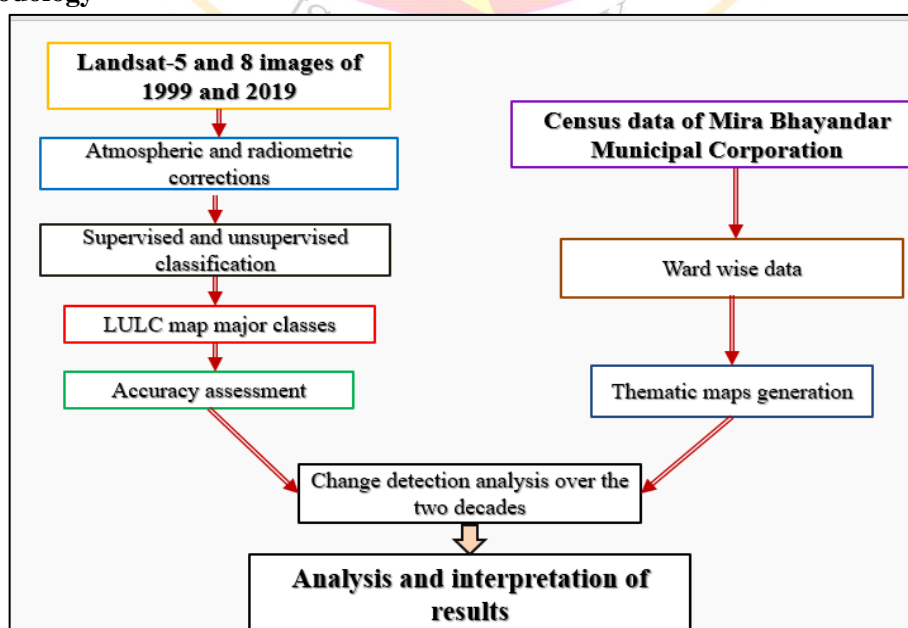 odology
Landsat-5 and 8 images of
1999 and 2019
Atmospheric and radiometric
corrections
Supervised and unsupervised
classification
LULC map major classes
Accuracy assessment
Census data of Mira Bhayandar
Municipal Corporation
Ward wise data
Thematic maps generation
Change detection analysis over the
two decades
Analysis and interpretation of
results